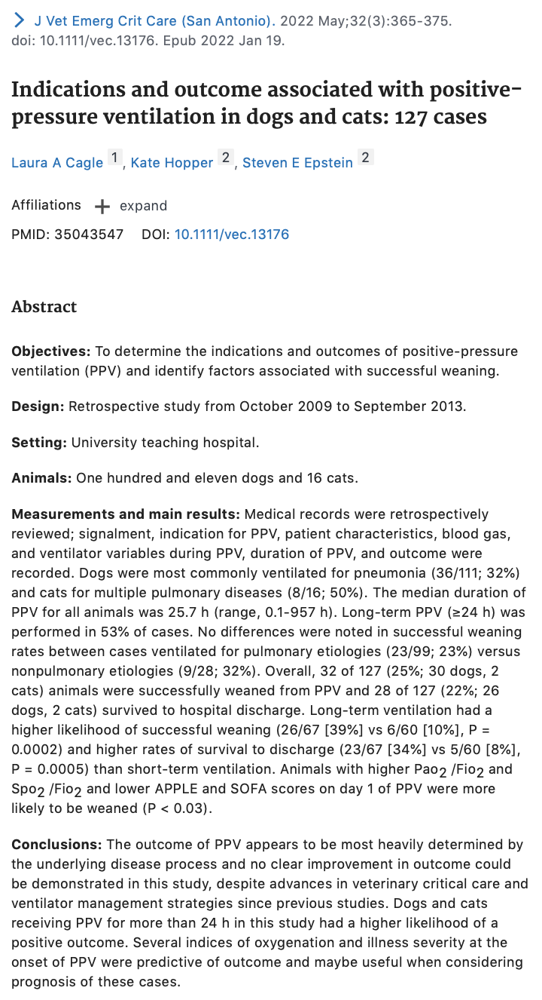 J Vet Emerg Crit Care (San Antonio). 2022 May;32(3):365-375.
doi: 10.1111/vec.13176. Epub 2022 Jan 19.
Indications and outcome associated with positive-
pressure ventilation in dogs and cats: 127 cases
Laura A Cagle 1 , Kate Hopper 2 , Steven E Epstein 2
Affiliations + expand
PMID: 35043547 DOI: 10.1111/vec.13176
Abstract
Objectives: To determine the indications and outcomes of positive-pressure
ventilation (PPV) and identify factors associated with successful weaning.
Design: Retrospective study from October 2009 to September 2013.
Setting: University teaching hospital.
Animals: One hundred and eleven dogs and 16 cats.
Measurements and main results: Medical records were retrospectively
reviewed; signalment, indication for PPV, patient characteristics, blood gas,
and ventilator variables during PPV, duration of PPV, and outcome were
recorded. Dogs were most commonly ventilated for pneumonia (36/111; 32%)
and cats for multiple pulmonary diseases (8/16; 50%). The median duration of
PPV for all animals was 25.7 h (range, 0.1-957 h). Long-term PPV (≥24 h) was
performed in 53% of cases. No differences were noted in successful weaning
rates between cases ventilated for pulmonary etiologies (23/99; 23%) versus
nonpulmonary etiologies (9/28; 32%). Overall, 32 of 127 (25%; 30 dogs, 2
cats) animals were successfully weaned from PPV and 28 of 127 (22%; 26
dogs, 2 cats) survived to hospital discharge. Long-term ventilation had a
higher likelihood of successful weaning (26/67 [39%] vs 6/60 [10%], P =
0.0002) and higher rates of survival to discharge (23/67 [34%] vs 5/60 [8%],
P = 0.0005) than short-term ventilation. Animals with higher Pao2 /Fio2 and
Spo2 /Fio2 and lower APPLE and SOFA scores on day 1 of PPV were more
likely to be weaned (P < 0.03).
Conclusions: The outcome of PPV appears to be most heavily determined by
the underlying disease process and no clear improvement in outcome could
be demonstrated in this study, despite advances in veterinary critical care and
ventilator management strategies since previous studies. Dogs and cats
receiving PPV for more than 24 h in this study had a higher likelihood of a
positive outcome. Several indices of oxygenation and illness severity at the
onset of PPV were predictive of outcome and maybe useful when considering
prognosis of these cases.